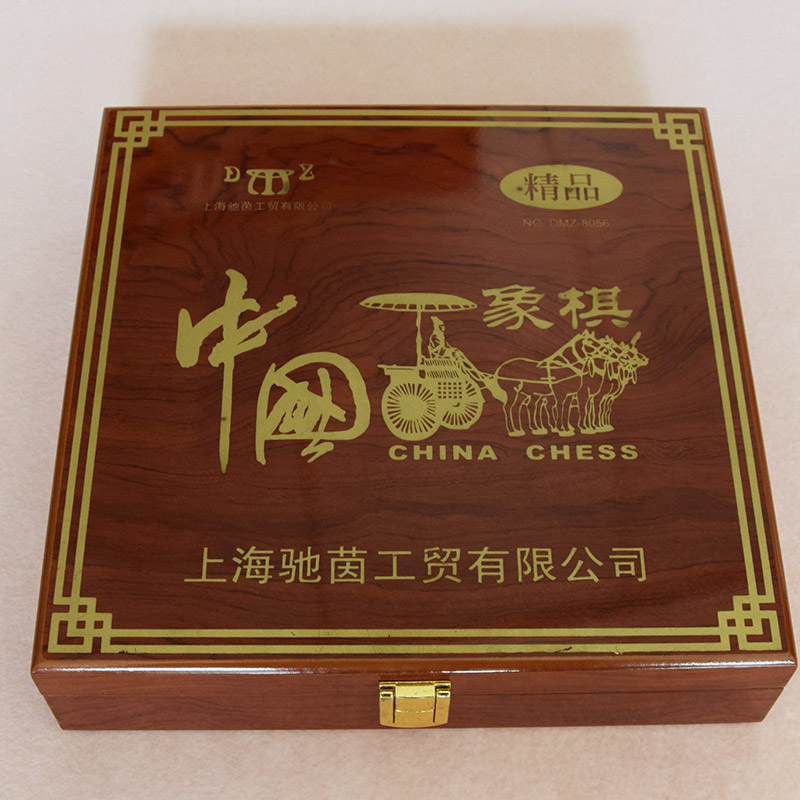 DMZ
上海驰茵工贸有限公司
精品
NO: DMZ-8056
中國
象棋
CHINA CHESS
上海驰茵工贸有限公司